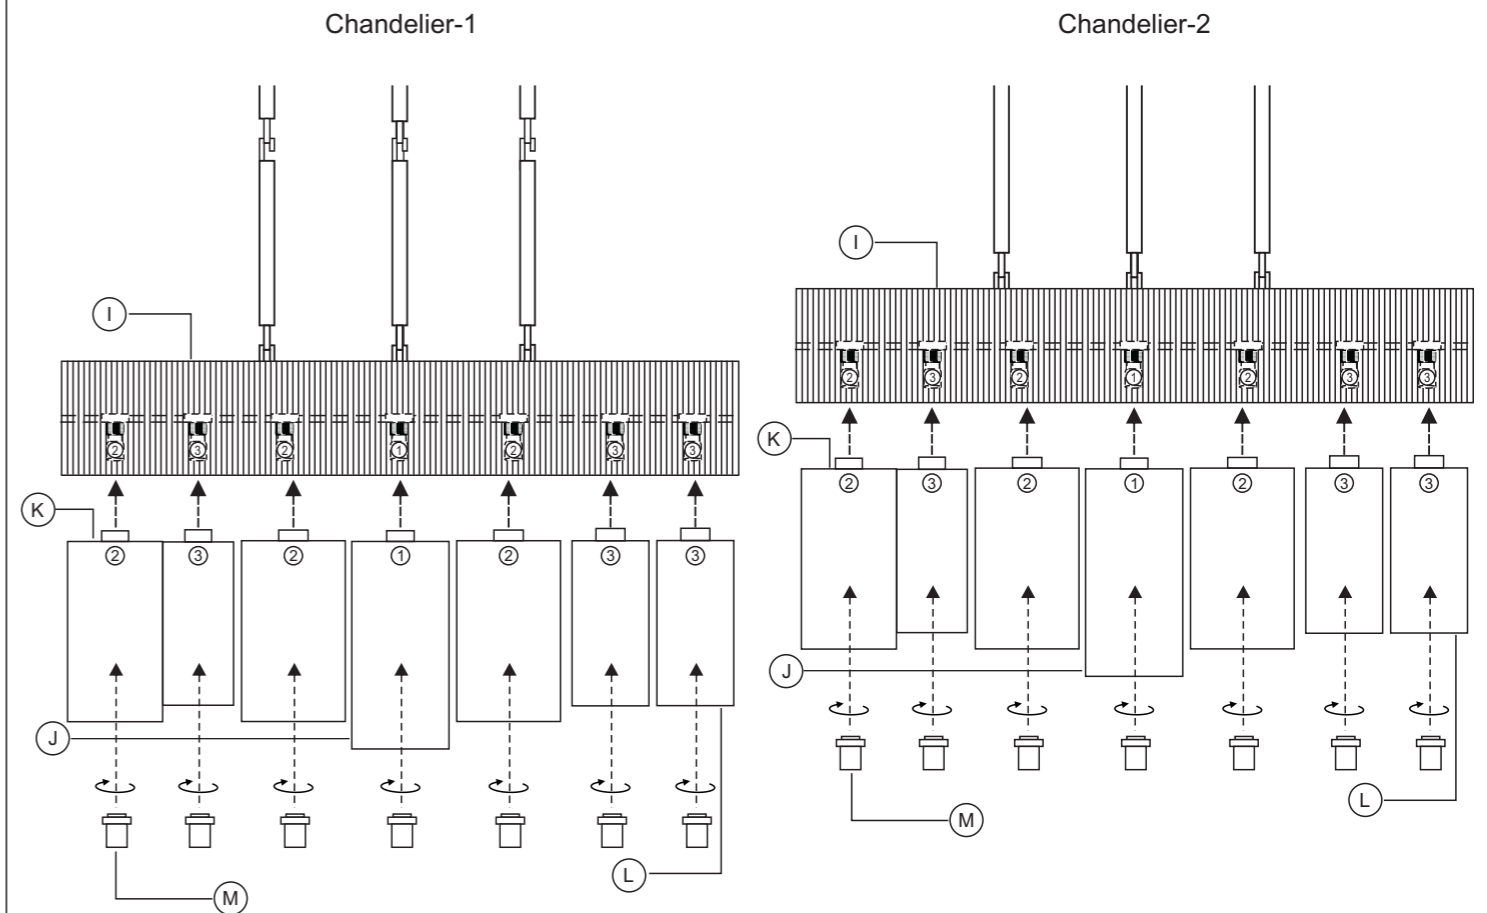 Chandelier-1
I
② ③ ② ① ② ③ ③
K
② ③ ② ① ② ③ ③
J
L
M
Chandelier-2
I
② ③ ② ① ② ③ ③
K
② ③ ② ① ② ③ ③
J
L
M